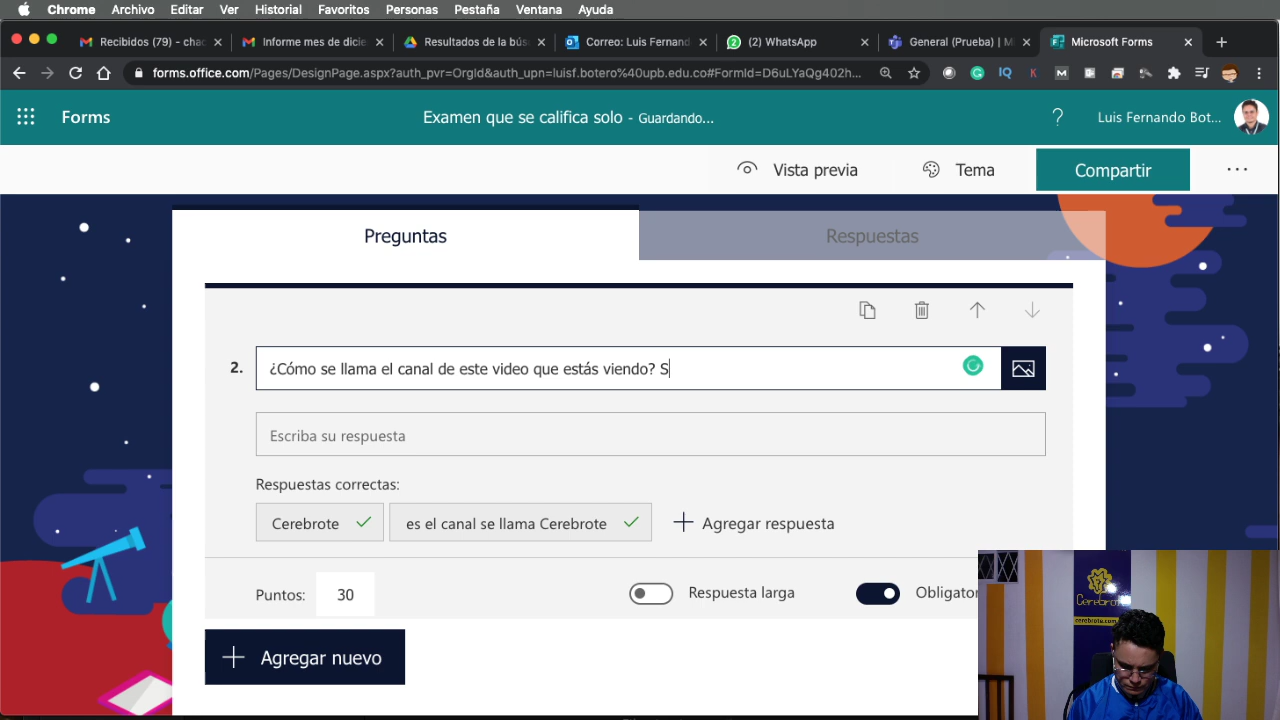 Chrome Archivo Editar Ver Historial Favoritos Personas Pestaña Ventana Ayuda
Recibidos (79) - chac Informe mes de dicie Resultados de la bús Correo: Luis Fernand (2) WhatsApp General (Prueba) | M Microsoft Forms
forms.office.com/Pages/DesignPage.aspx?auth_pvr=OrgId&auth_upn=luisf.botero%40upb.edu.co#FormId=D6uLYaQg402h...
Forms Examen que se califica solo - Guardando... ? Luis Fernando Bot...
Vista previa Tema Compartir ...
Preguntas Respuestas
2. ¿Cómo se llama el canal de este video que estás viendo? S
Escriba su respuesta
Respuestas correctas:
Cerebrote es el canal se llama Cerebrote Agregar respuesta
Puntos: 30 Respuesta larga Obligator
Agregar nuevo
Cerebrote
cerebrote.com